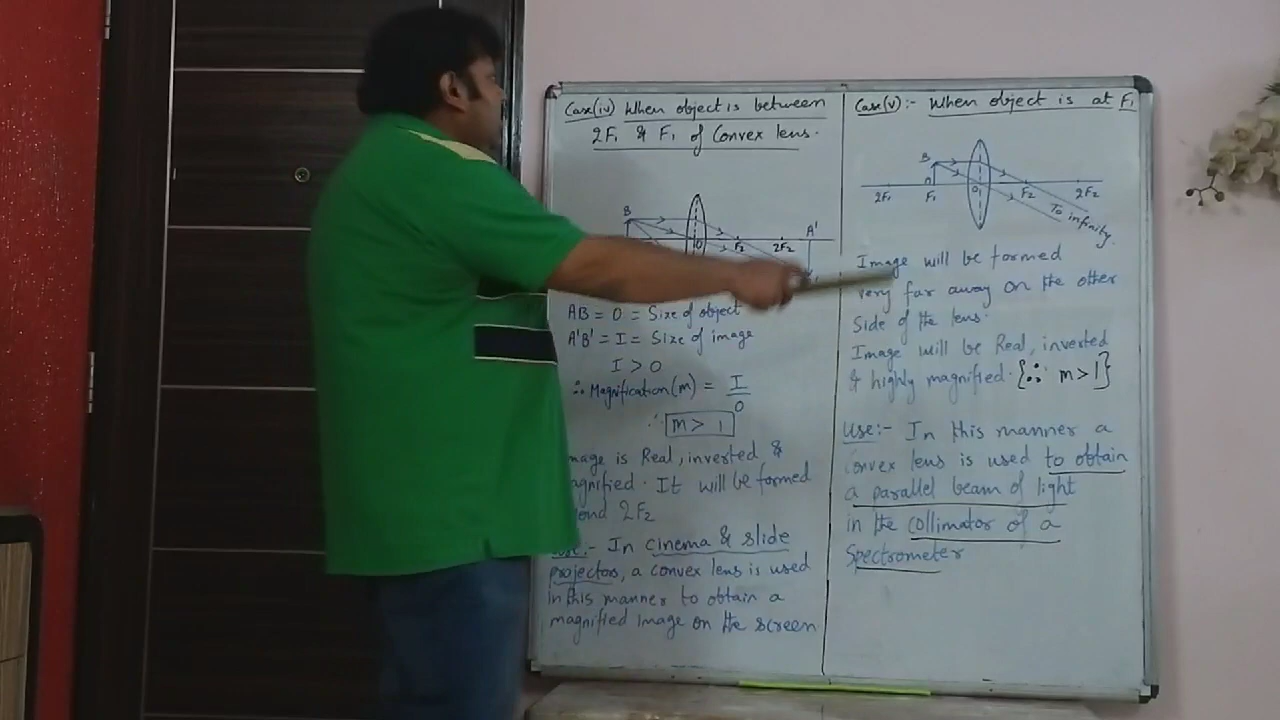 Case(iv) When object is between
2F₁ & F₁ of Convex lens.
B
O
F₂
2F₂
A'
AB = O = Size of object
A'B' = I = Size of image
I > O
∴ Magnification(m) = I
O
∴ m > 1
mage is Real, inverted &
agnified. It will be formed
ond 2F₂
use:- In cinema & slide
projectors, a convex lens is used
in this manner to obtain a
magnified image on the screen
Case(v):- When object is at F₁
B
2F₁
F₁
O
F₂
2F₂
To infinity.
Image will be formed
very far away on the other
Side of the lens.
Image will be Real, inverted
& highly magnified. {∵ m > 1}
Use:- In this manner a
convex lens is used to obtain
a parallel beam of light
in the collimator of a
Spectrometer